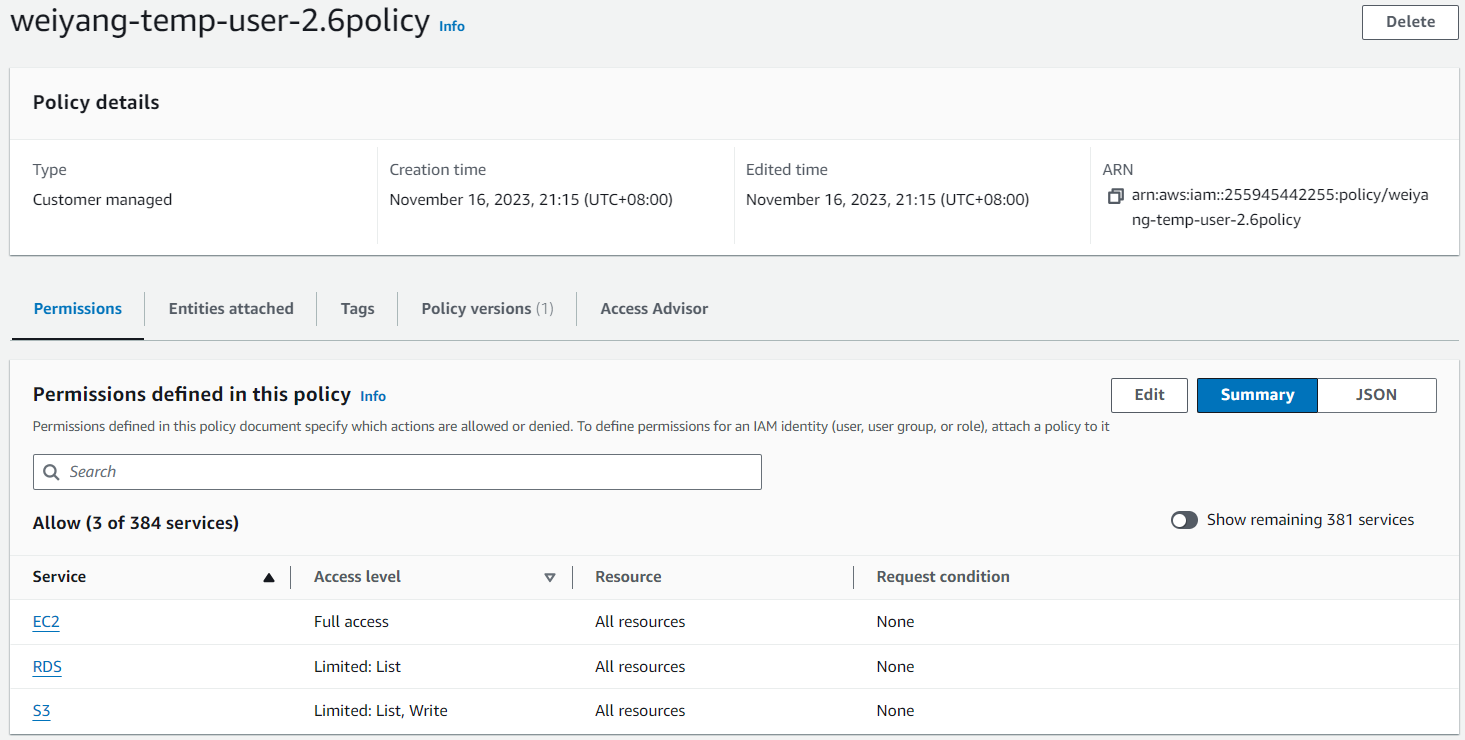 weiyang-temp-user-2.6policy Info
Delete
Policy details
Type
Customer managed
Creation time
November 16, 2023, 21:15 (UTC+08:00)
Edited time
November 16, 2023, 21:15 (UTC+08:00)
ARN
arn:aws:iam::255945442255:policy/weiya
ng-temp-user-2.6policy
Permissions
Entities attached
Tags
Policy versions (1)
Access Advisor
Permissions defined in this policy Info
Edit
Summary
JSON
Permissions defined in this policy document specify which actions are allowed or denied. To define permissions for an IAM identity (user, user group, or role), attach a policy to it
Search
Allow (3 of 384 services)
Show remaining 381 services
Service Access level Resource Request condition
EC2 Full access All resources None
RDS Limited: List All resources None
S3 Limited: List, Write All resources None